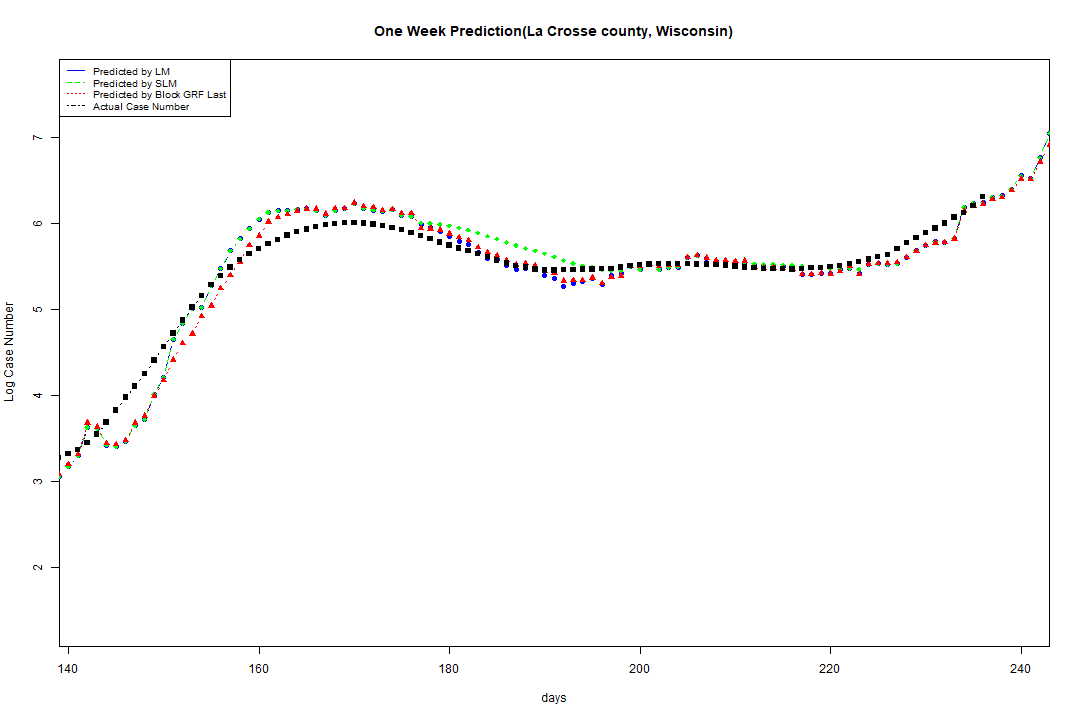 One Week Prediction(La Crosse county, Wisconsin)
Predicted by LM
Predicted by SLM
Predicted by Block GRF Last
Actual Case Number
7
6
5
4
3
2
Log Case Number
140 160 180 200 220 240
days